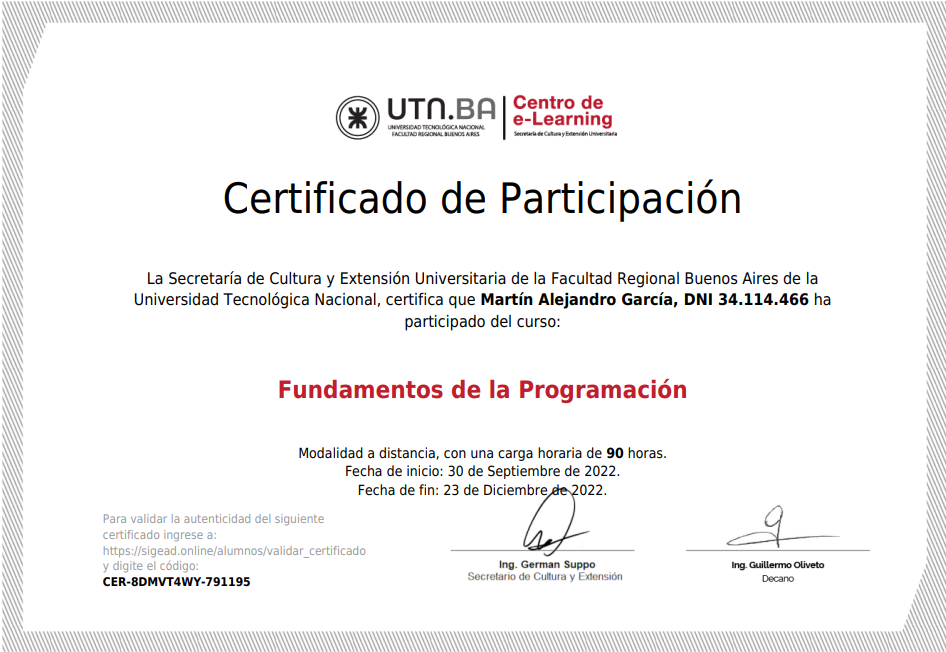 UTN.BA
UNIVERSIDAD TECNOLÓGICA NACIONAL
FACULTAD REGIONAL BUENOS AIRES
Centro de
e-Learning
Secretaría de Cultura y Extensión Universitaria
Certificado de Participación
La Secretaría de Cultura y Extensión Universitaria de la Facultad Regional Buenos Aires de la
Universidad Tecnológica Nacional, certifica que Martín Alejandro García, DNI 34.114.466 ha
participado del curso:
Fundamentos de la Programación
Modalidad a distancia, con una carga horaria de 90 horas.
Fecha de inicio: 30 de Septiembre de 2022.
Fecha de fin: 23 de Diciembre de 2022.
Para validar la autenticidad del siguiente
certificado ingrese a:
https://sigead.online/alumnos/validar_certificado
y digite el código:
CER-8DMVT4WY-791195
Ing. German Suppo
Secretario de Cultura y Extensión
Ing. Guillermo Oliveto
Decano